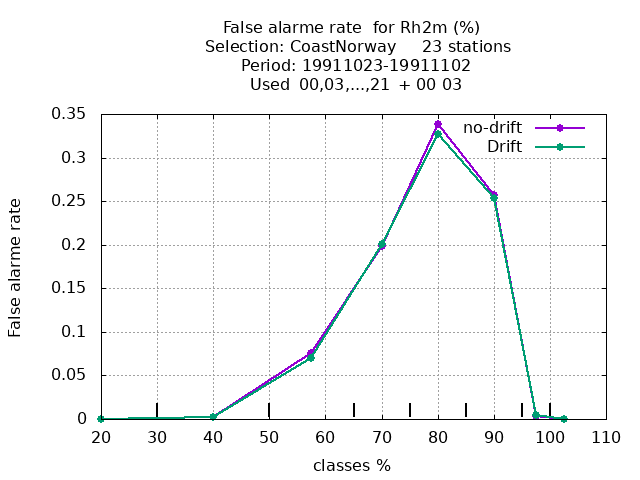 False alarme rate  for Rh2m (%)
Selection: CoastNorway     23 stations
Period: 19911023-19911102
Used  00,03,...,21  + 00 03
0.35
0.3
0.25
0.2
0.15
0.1
0.05
0
False alarme rate
no-drift
Drift
20 30 40 50 60 70 80 90 100 110
classes %